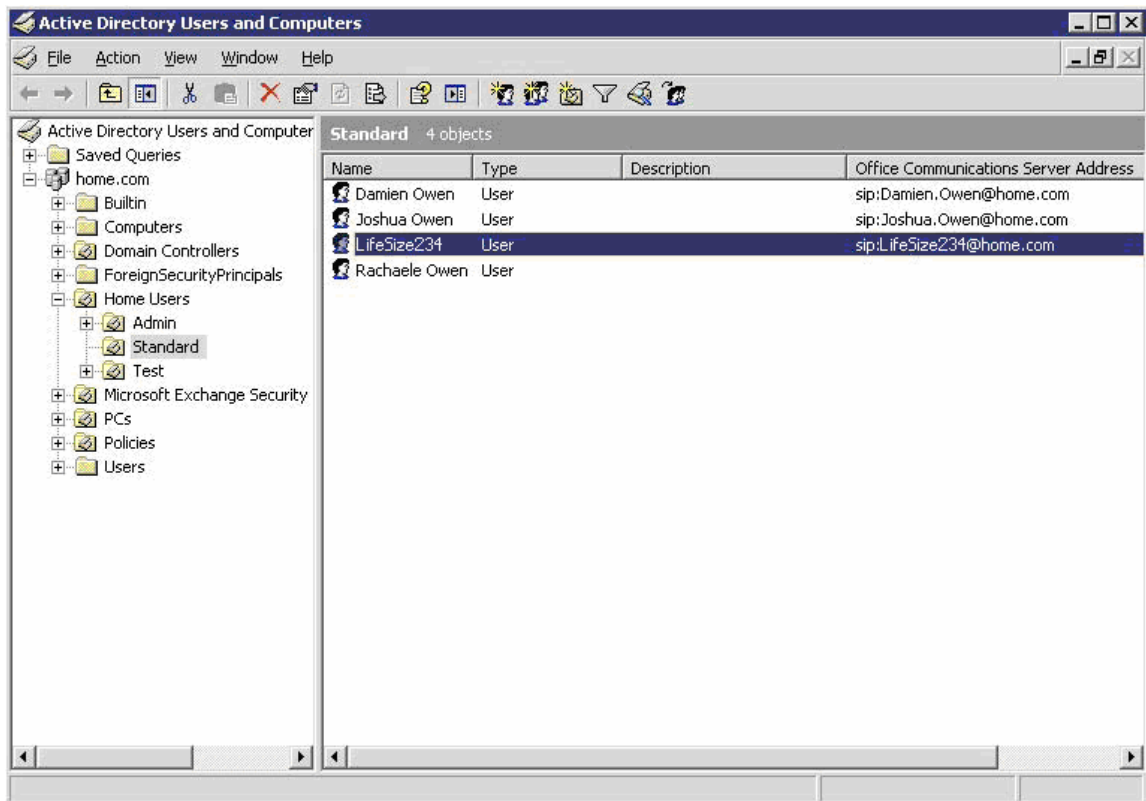 Active Directory Users and Computers
File Action View Window Help
Active Directory Users and Computer
Saved Queries
home.com
Builtin
Computers
Domain Controllers
ForeignSecurityPrincipals
Home Users
Admin
Standard
Test
Microsoft Exchange Security
PCs
Policies
Users
Standard 4 objects
Name Type Description Office Communications Server Address
Damien Owen User sip:Damien.Owen@home.com
Joshua Owen User sip:Joshua.Owen@home.com
LifeSize234 User sip:LifeSize234@home.com
Rachaele Owen User